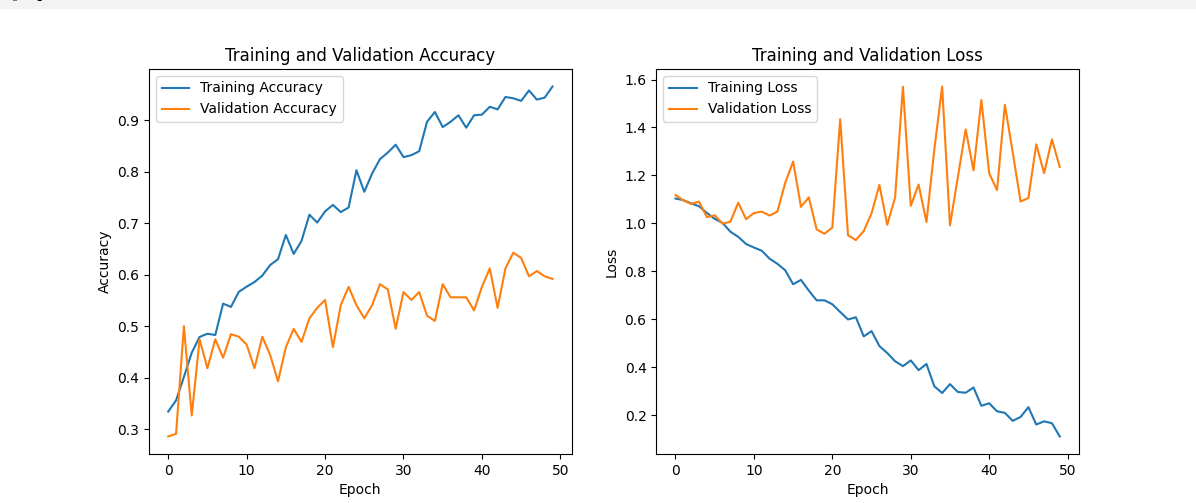 Training and Validation Accuracy
Training Accuracy
Validation Accuracy
0.9
0.8
0.7
0.6
0.5
0.4
0.3
Accuracy
0
10
20
30
40
50
Epoch
Training and Validation Loss
Training Loss
Validation Loss
1.6
1.4
1.2
1.0
0.8
0.6
0.4
0.2
Loss
0
10
20
30
40
50
Epoch